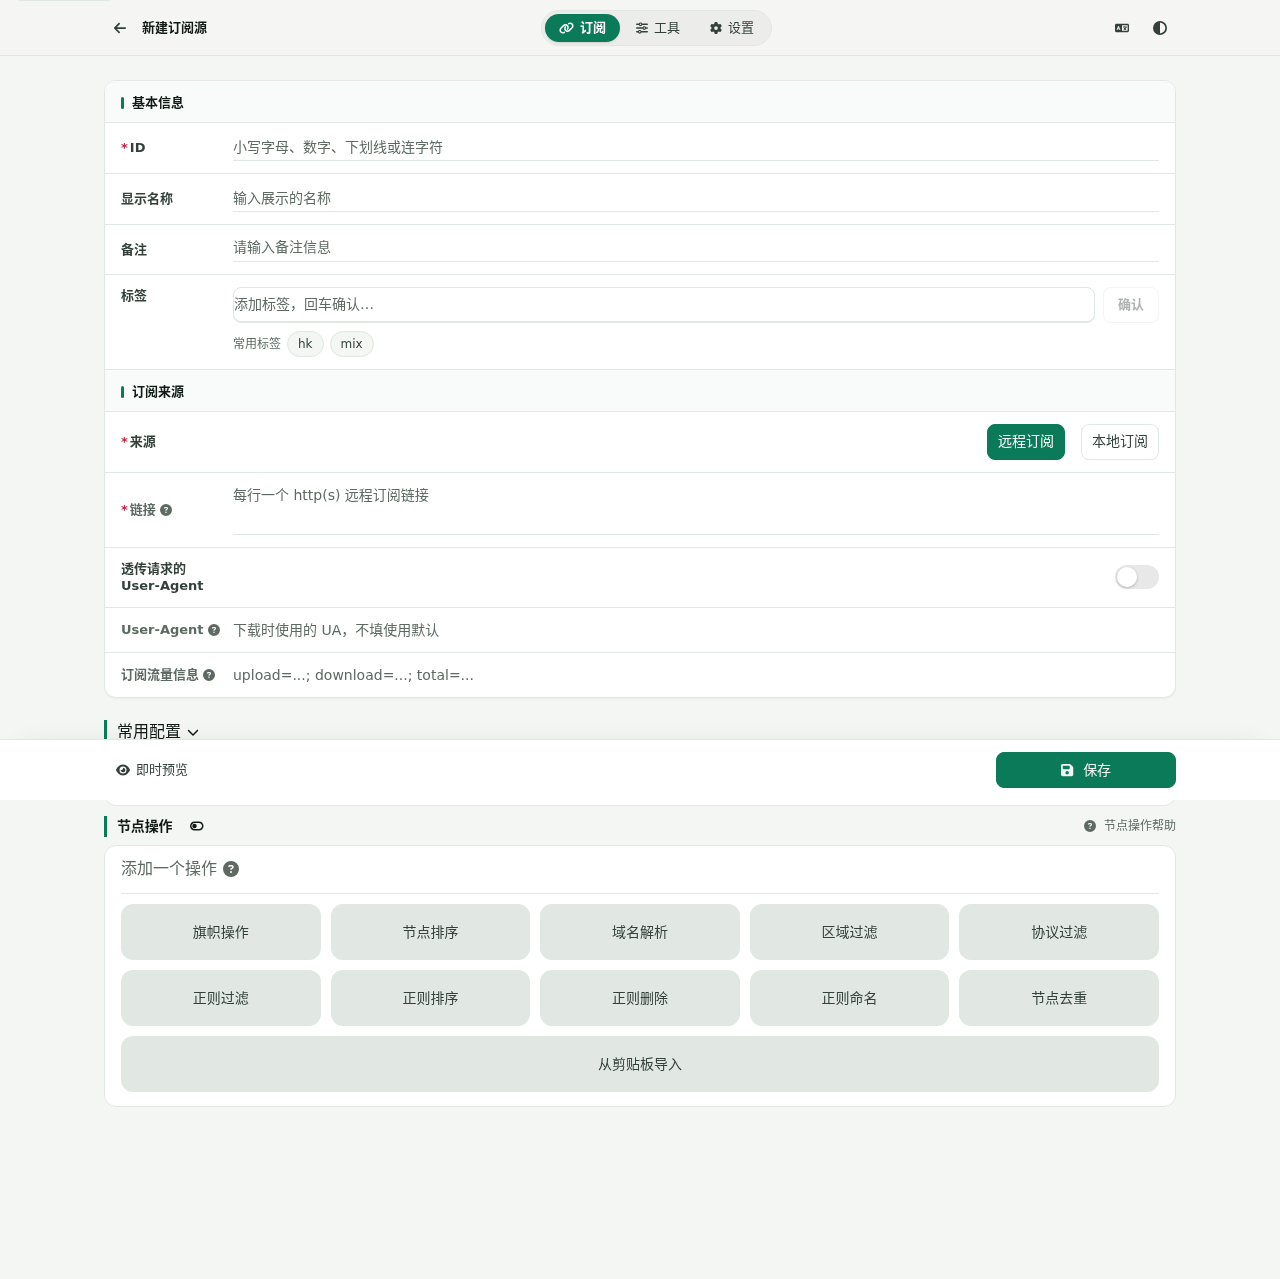 新建订阅源
订阅
工具
设置
基本信息
*ID
小写字母、数字、下划线或连字符
显示名称
输入展示的名称
备注
请输入备注信息
标签
添加标签，回车确认...
确认
常用标签
hk
mix
订阅来源
*来源
远程订阅
本地订阅
*链接
每行一个 http(s) 远程订阅链接
透传请求的
User-Agent
User-Agent
下载时使用的 UA，不填使用默认
订阅流量信息
upload=...; download=...; total=...
常用配置
即时预览
保存
节点操作
节点操作帮助
添加一个操作
旗帜操作
节点排序
域名解析
区域过滤
协议过滤
正则过滤
正则排序
正则删除
正则命名
节点去重
从剪贴板导入